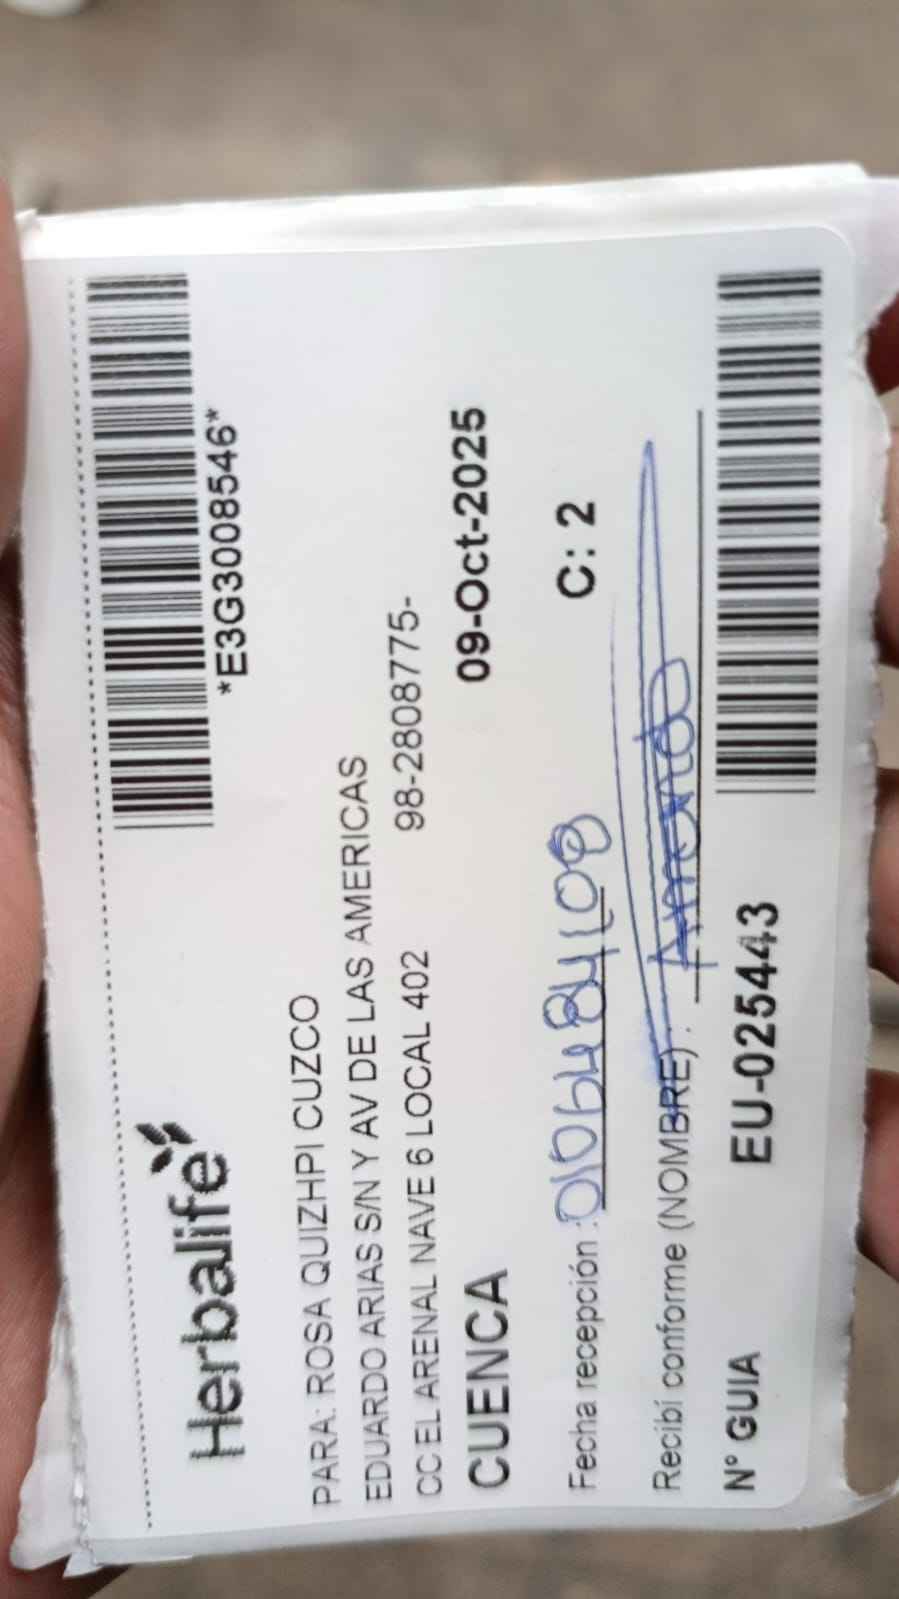 *E3G3008546*
Herbalife
PARA: ROSA QUIZHPI CUZCO
EDUARDO ARIAS S/N Y AV DE LAS AMERICAS
CC EL ARENAL NAVE 6 LOCAL 402 98-2808775-
CUENCA 09-Oct-2025
C: 2
Fecha recepción :
Recibí conforme (NOMBRE) :
N° GUIA EU-025443